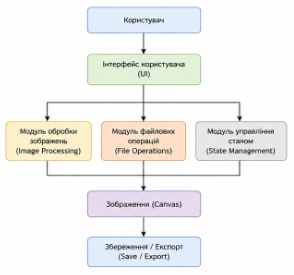 Користувач
Інтерфейс користувача
(UI)
Модуль обробки
зображень
(Image Processing)
Модуль файлових
операцій
(File Operations)
Модуль управління
станом
(State Management)
Зображення (Canvas)
Збереження / Експорт
(Save / Export)